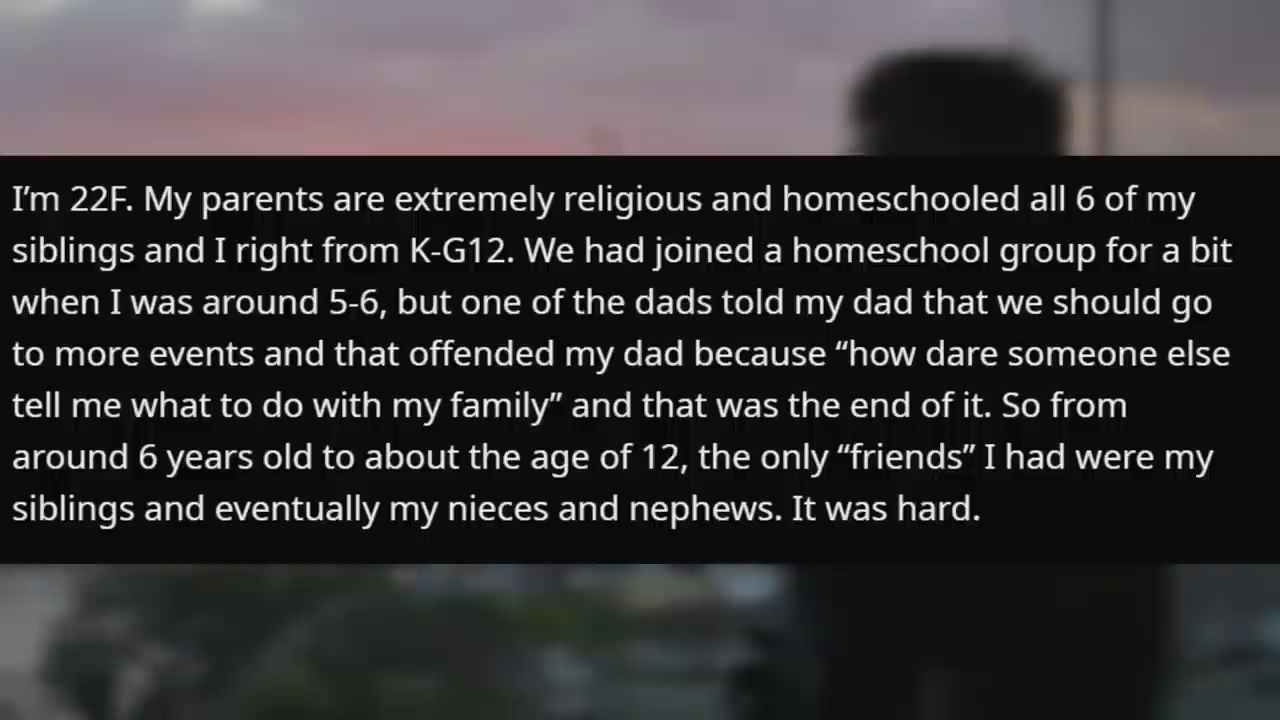 I’m 22F. My parents are extremely religious and homeschooled all 6 of my
siblings and I right from K-G12. We had joined a homeschool group for a bit
when I was around 5-6, but one of the dads told my dad that we should go
to more events and that offended my dad because “how dare someone else
tell me what to do with my family” and that was the end of it. So from
around 6 years old to about the age of 12, the only “friends” I had were my
siblings and eventually my nieces and nephews. It was hard.